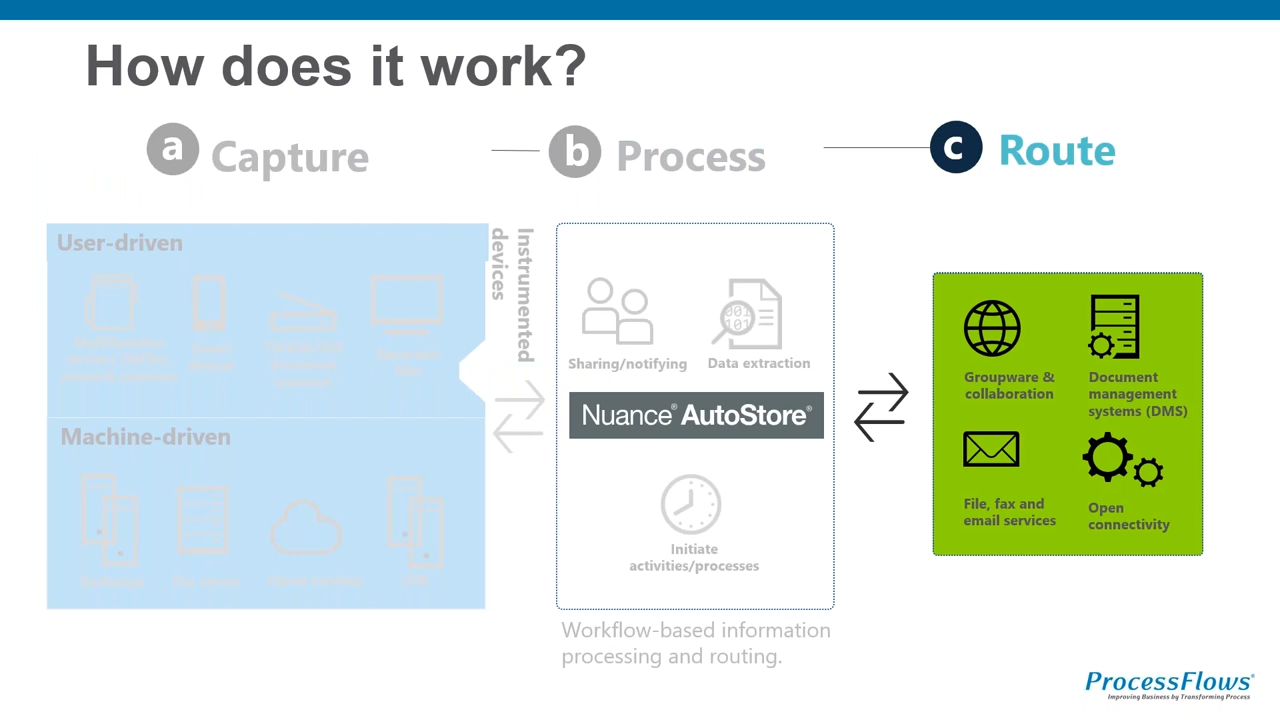 How does it work?
a Capture
b Process
c Route
User-driven
Instrumented
devices
Machine-driven
Sharing/notifying
Data extraction
001
101
Nuance® AutoStore®
Initiate
activities/processes
Workflow-based information
processing and routing.
Groupware &
collaboration
Document
management
systems (DMS)
File, fax and
email services
Open
connectivity
ProcessFlows®
Improving Business by Transforming Process